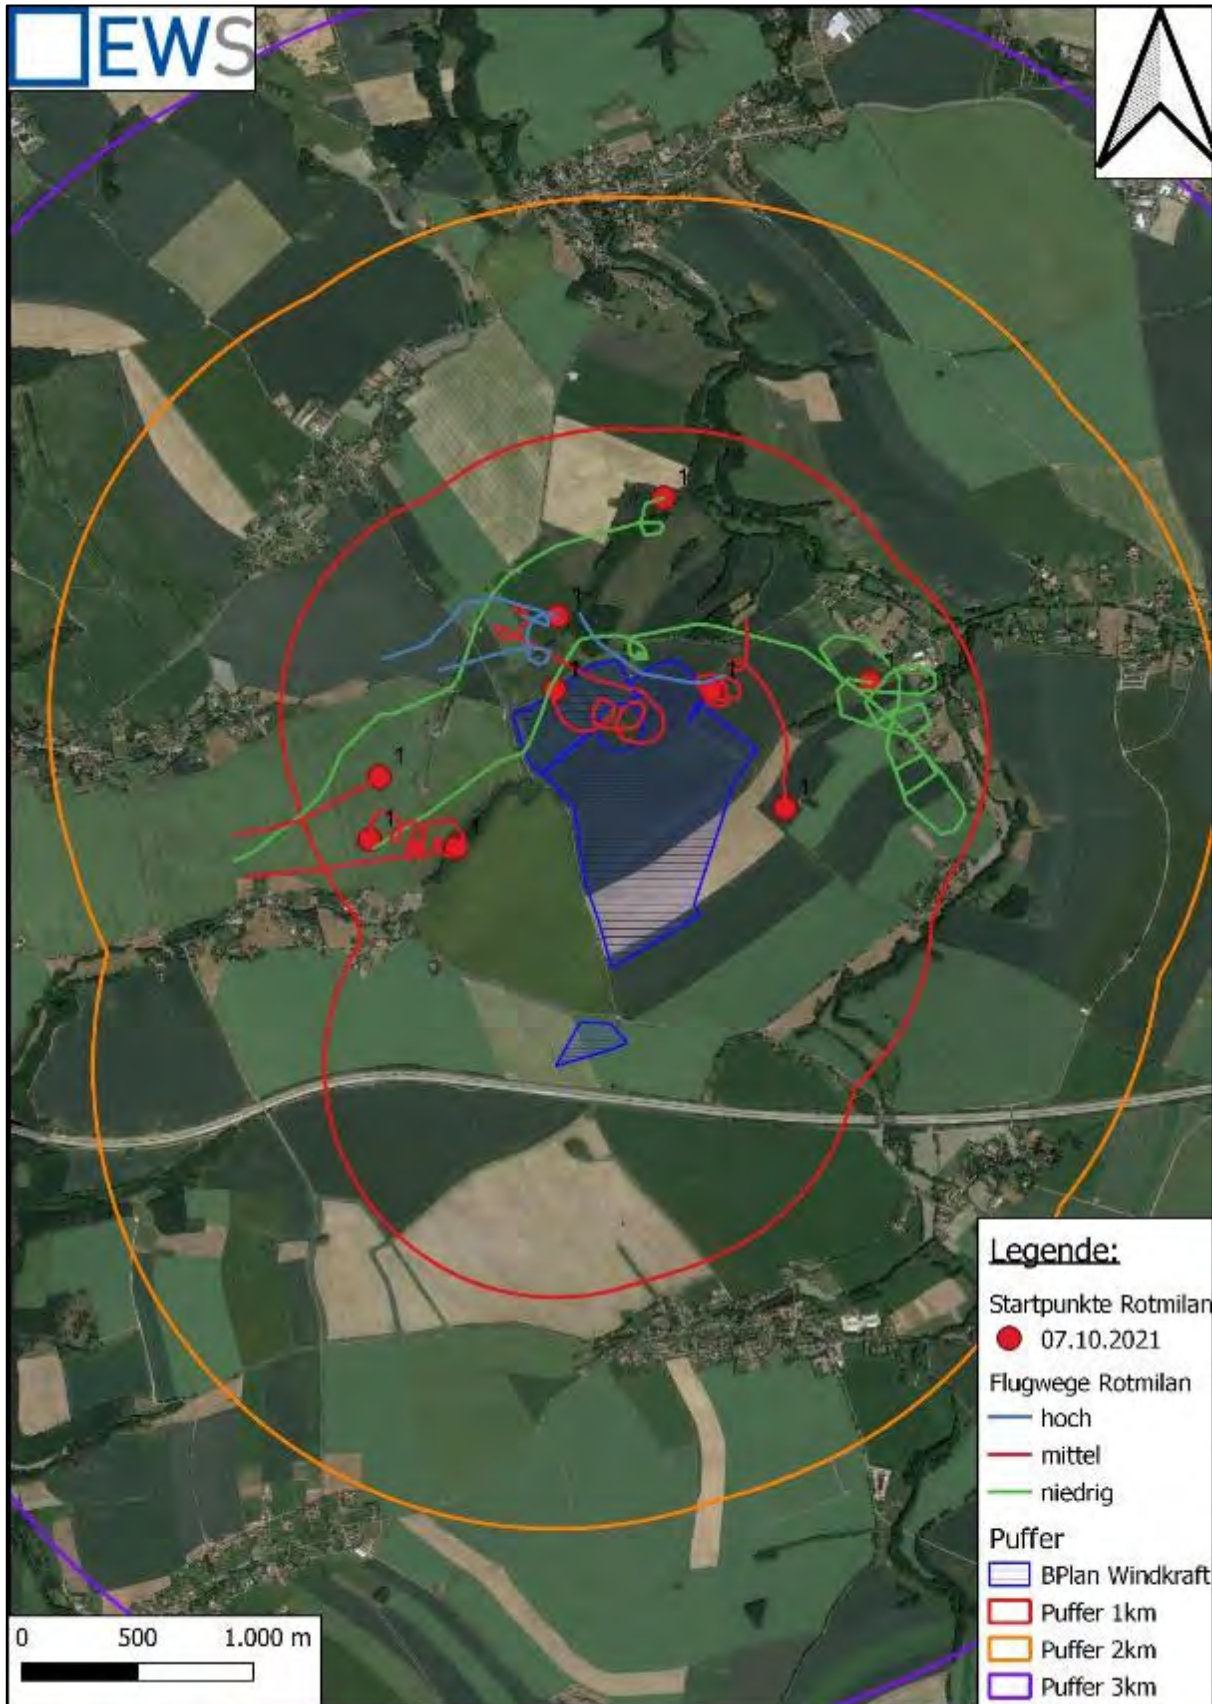 EWS
1
1
1
1
1
1
1
1
1
Legende:
Startpunkte Rotmilan
07.10.2021
Flugwege Rotmilan
hoch
mittel
niedrig
Puffer
BPlan Windkraft
Puffer 1km
Puffer 2km
Puffer 3km
0 500 1.000 m